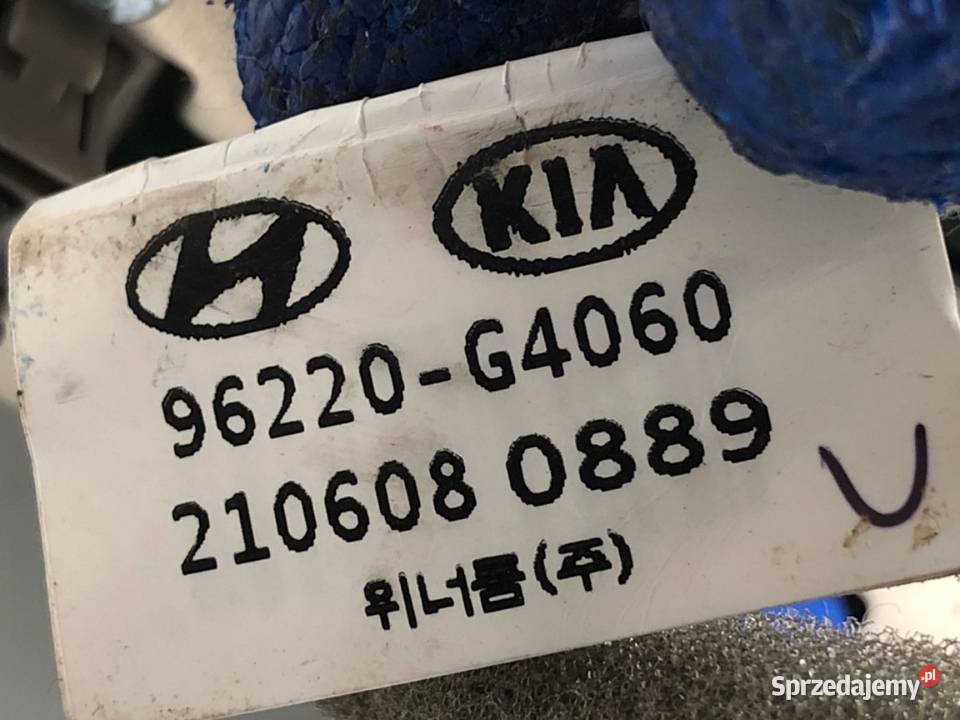 KIA
96220-G4060
210608 0889
위너콤(주)
Sprzedajemy.pl